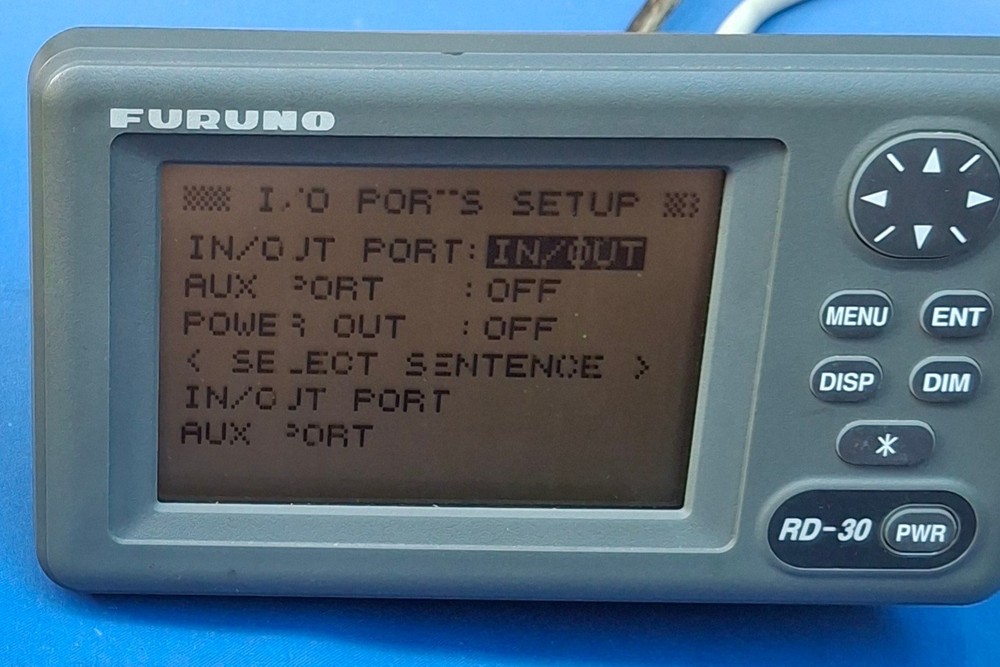 FURUNO
I/O PORTS SETUP
IN/OUT PORT: IN/OUT
AUX PORT : OFF
POWER OUT : OFF
< SELECT SENTENCE >
IN/OUT PORT
AUX PORT
MENU ENT
DISP DIM
*
RD-30 PWR